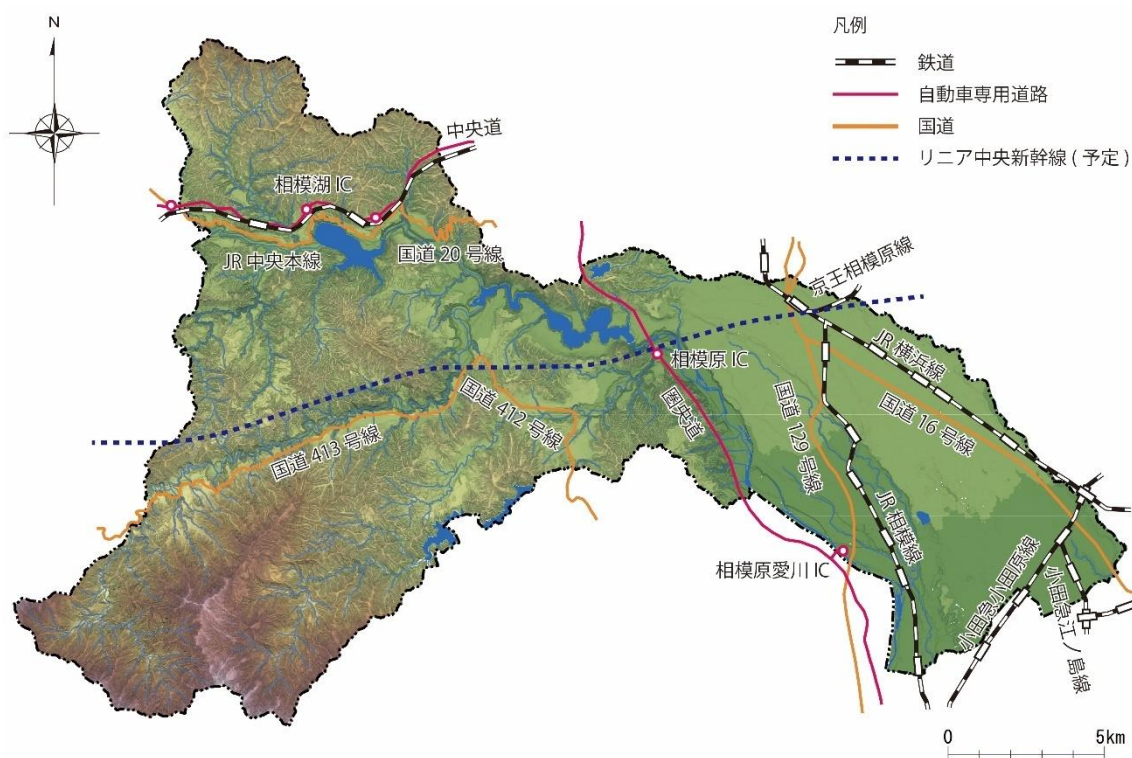 N
凡例
鉄道
自動車専用道路
国道
リニア中央新幹線(予定)
中央道
相模湖 IC
JR 中央本線
国道 20 号線
京王相模原線
JR 横浜線
相模原 IC
圏央道
国道 129 号線
国道 16 号線
国道 412 号線
国道 413 号線
JR 相模線
相模原愛川 IC
小田急小田原線
小田急江ノ島線
0 5km